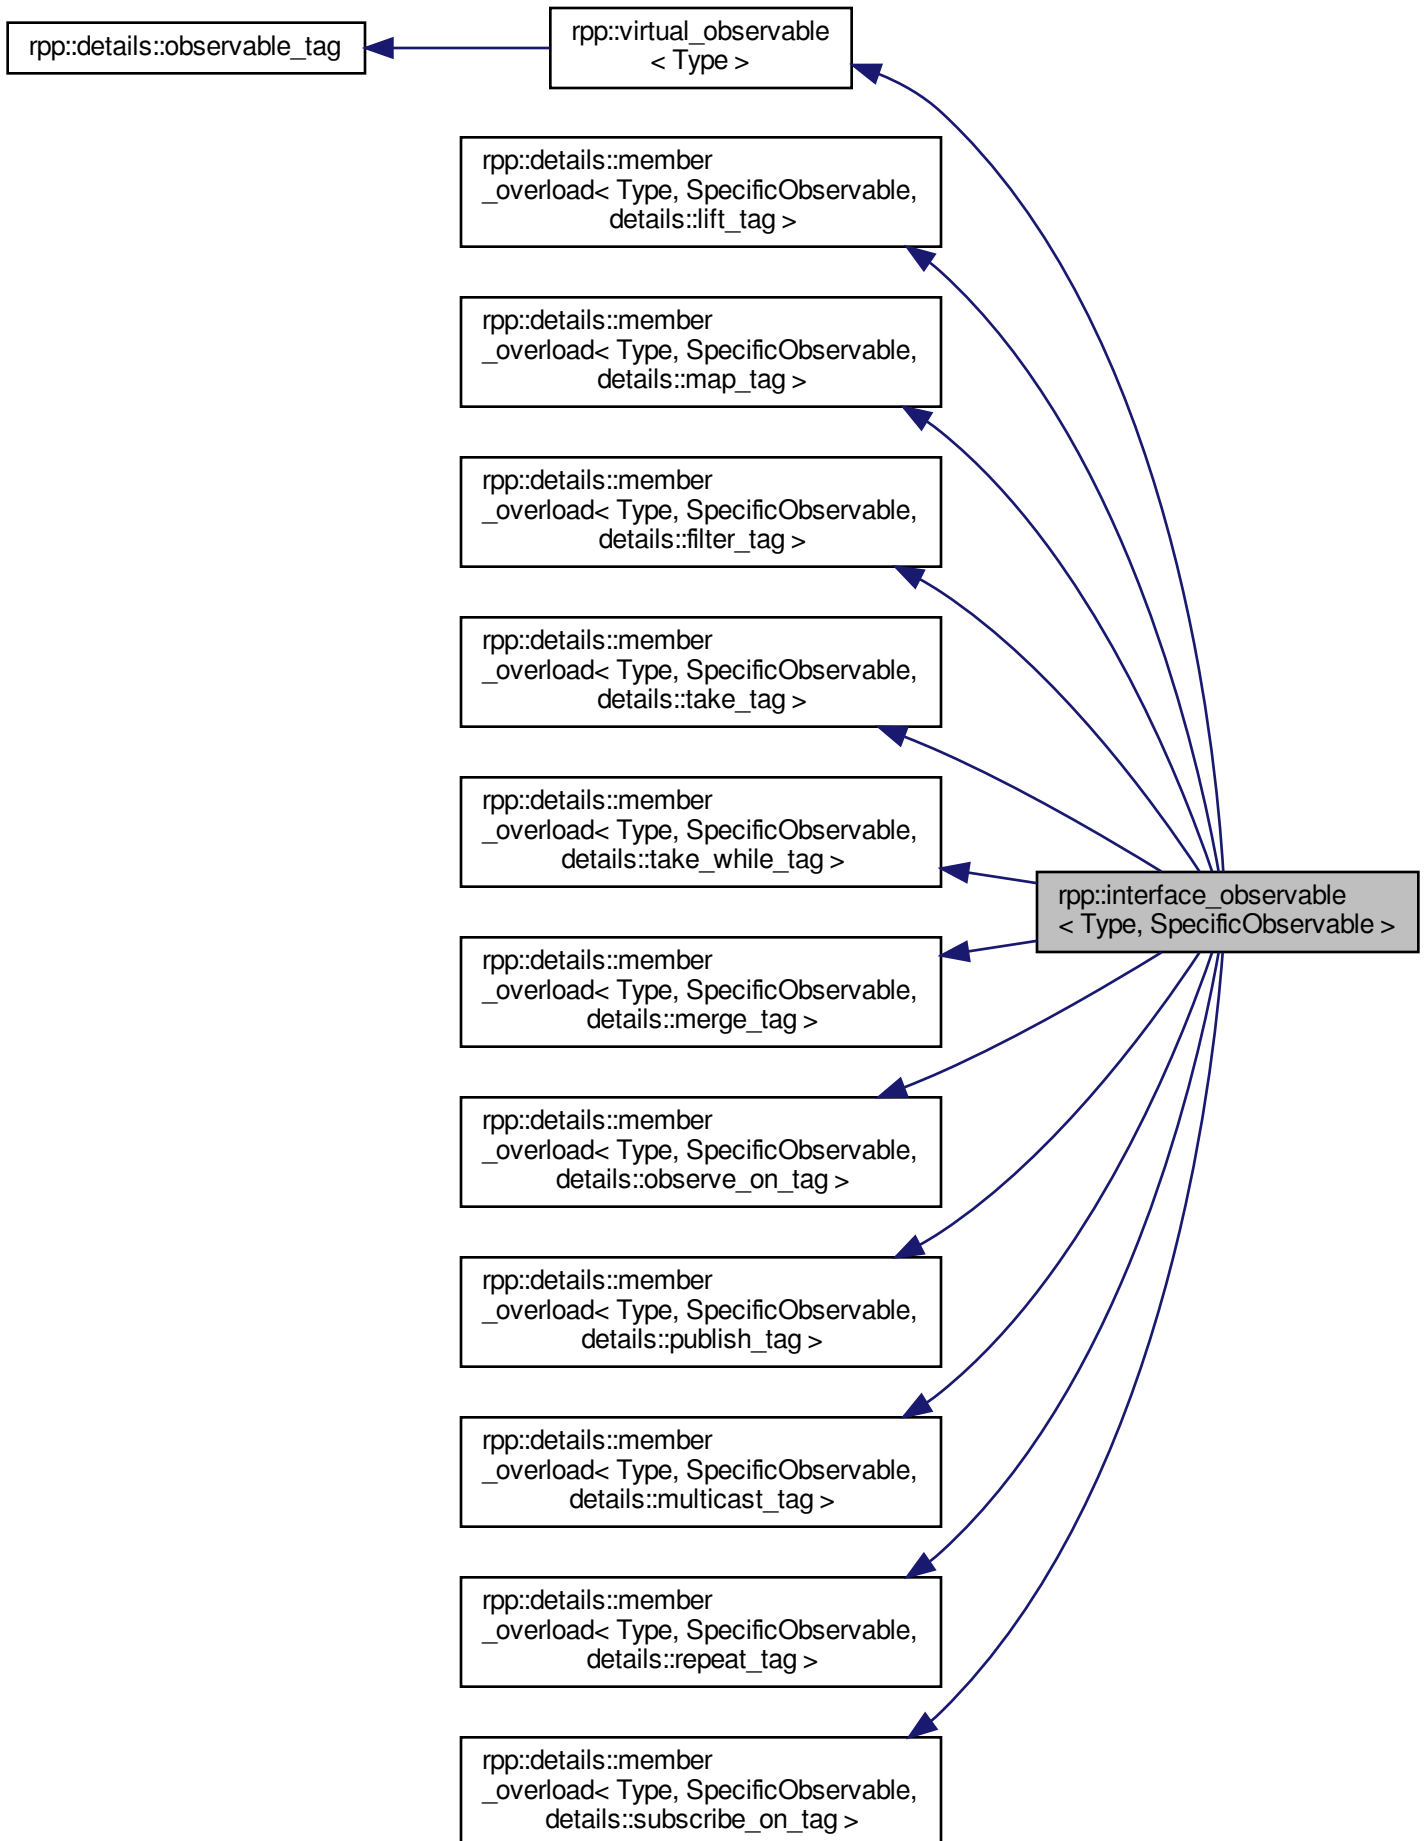 rpp::details::observable_tag
rpp::virtual_observable
< Type >
rpp::details::member
_overload< Type, SpecificObservable,
details::lift_tag >
rpp::details::member
_overload< Type, SpecificObservable,
details::map_tag >
rpp::details::member
_overload< Type, SpecificObservable,
details::filter_tag >
rpp::details::member
_overload< Type, SpecificObservable,
details::take_tag >
rpp::details::member
_overload< Type, SpecificObservable,
details::take_while_tag >
rpp::interface_observable
< Type, SpecificObservable >
rpp::details::member
_overload< Type, SpecificObservable,
details::merge_tag >
rpp::details::member
_overload< Type, SpecificObservable,
details::observe_on_tag >
rpp::details::member
_overload< Type, SpecificObservable,
details::publish_tag >
rpp::details::member
_overload< Type, SpecificObservable,
details::multicast_tag >
rpp::details::member
_overload< Type, SpecificObservable,
details::repeat_tag >
rpp::details::member
_overload< Type, SpecificObservable,
details::subscribe_on_tag >